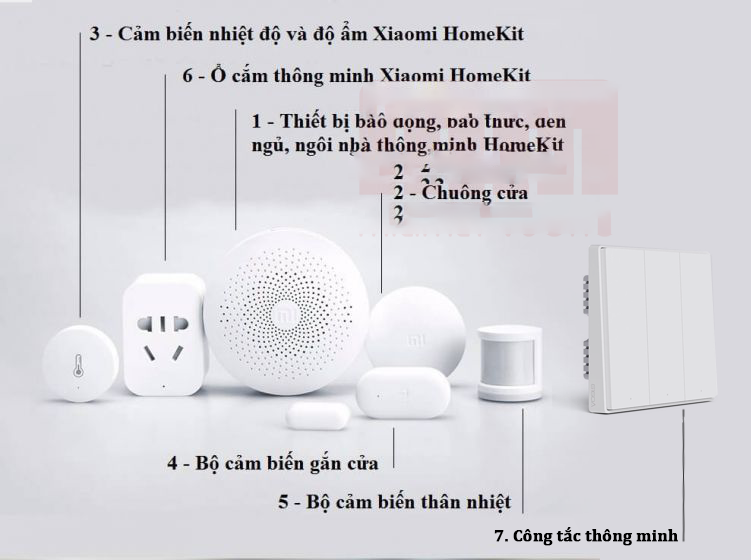 3 - Cảm biến nhiệt độ và độ ẩm Xiaomi HomeKit
6 - Ổ cắm thông minh Xiaomi HomeKit
1 - Thiết bị báo động, báo thức, đèn
ngủ, ngôi nhà thông minh HomeKit
2 - Chuông cửa
4 - Bộ cảm biến gắn cửa
5 - Bộ cảm biến thân nhiệt
7. Công tắc thông minh